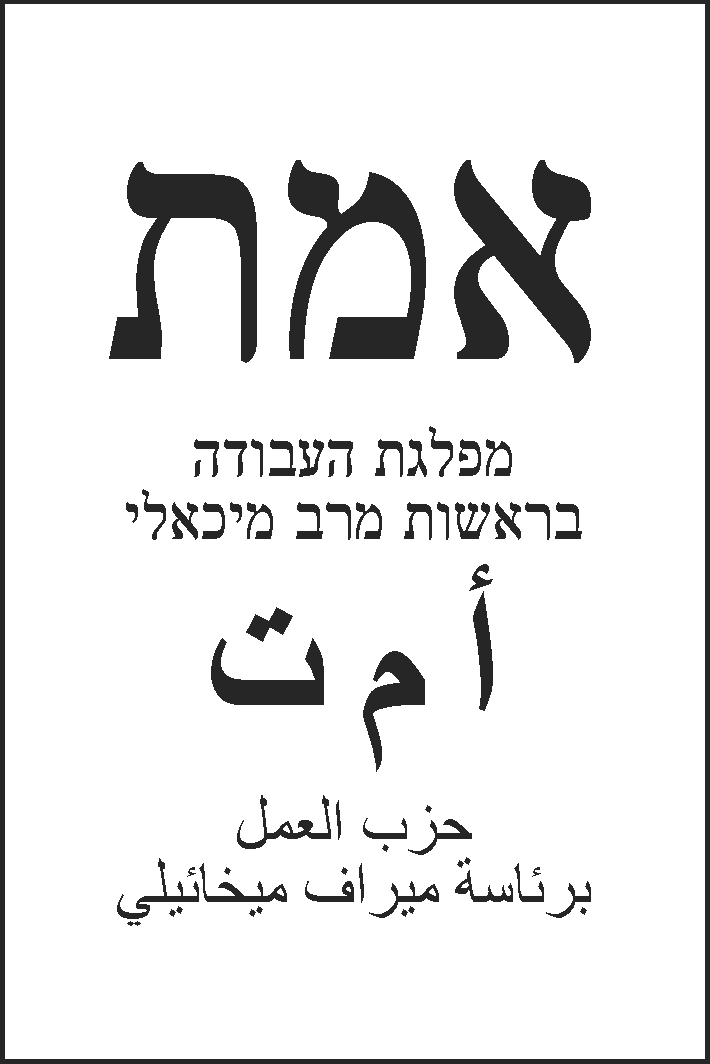 אמת
מפלגת העבודה
בראשות מרב מיכאלי
أ م ت
حزب العمل
برئاسة ميراف ميخائيلي